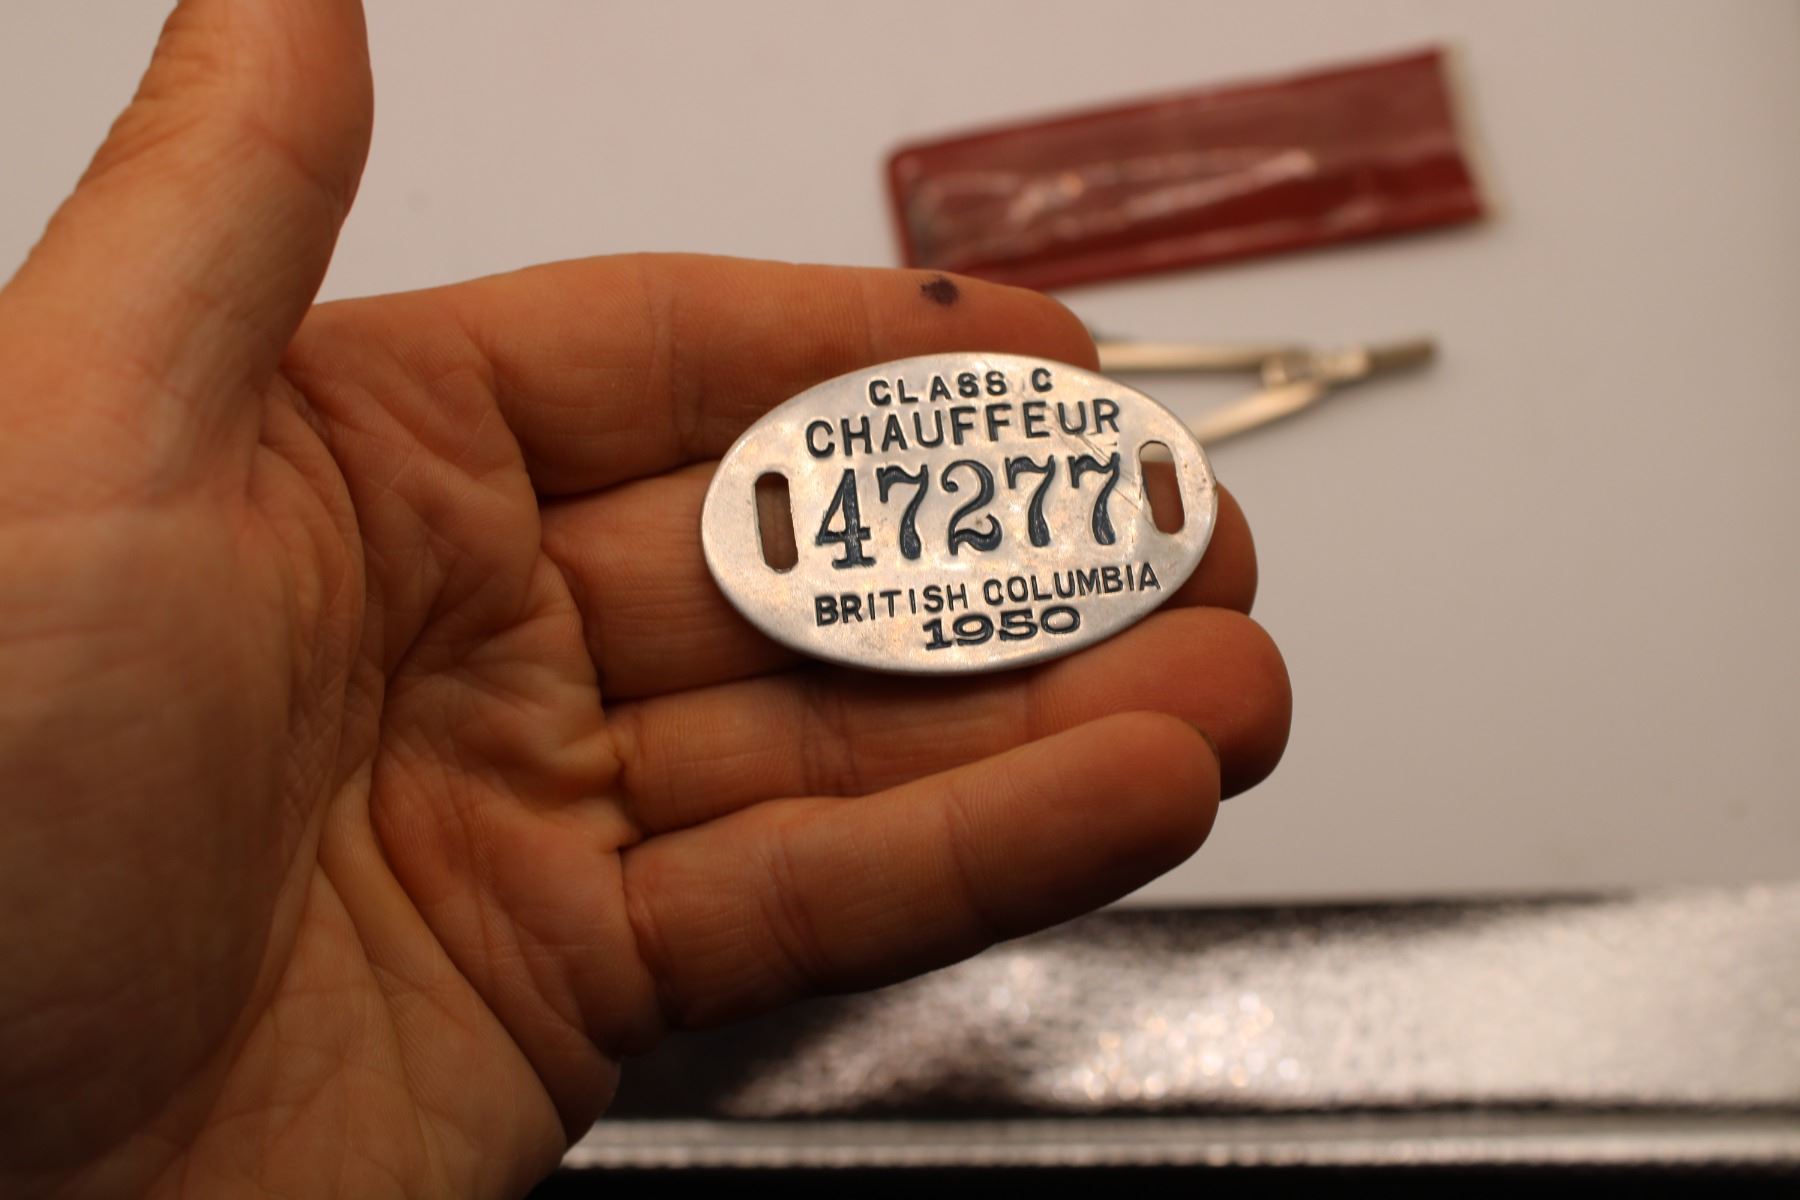 CLASS C
CHAUFFEUR
47277
BRITISH COLUMBIA
1950